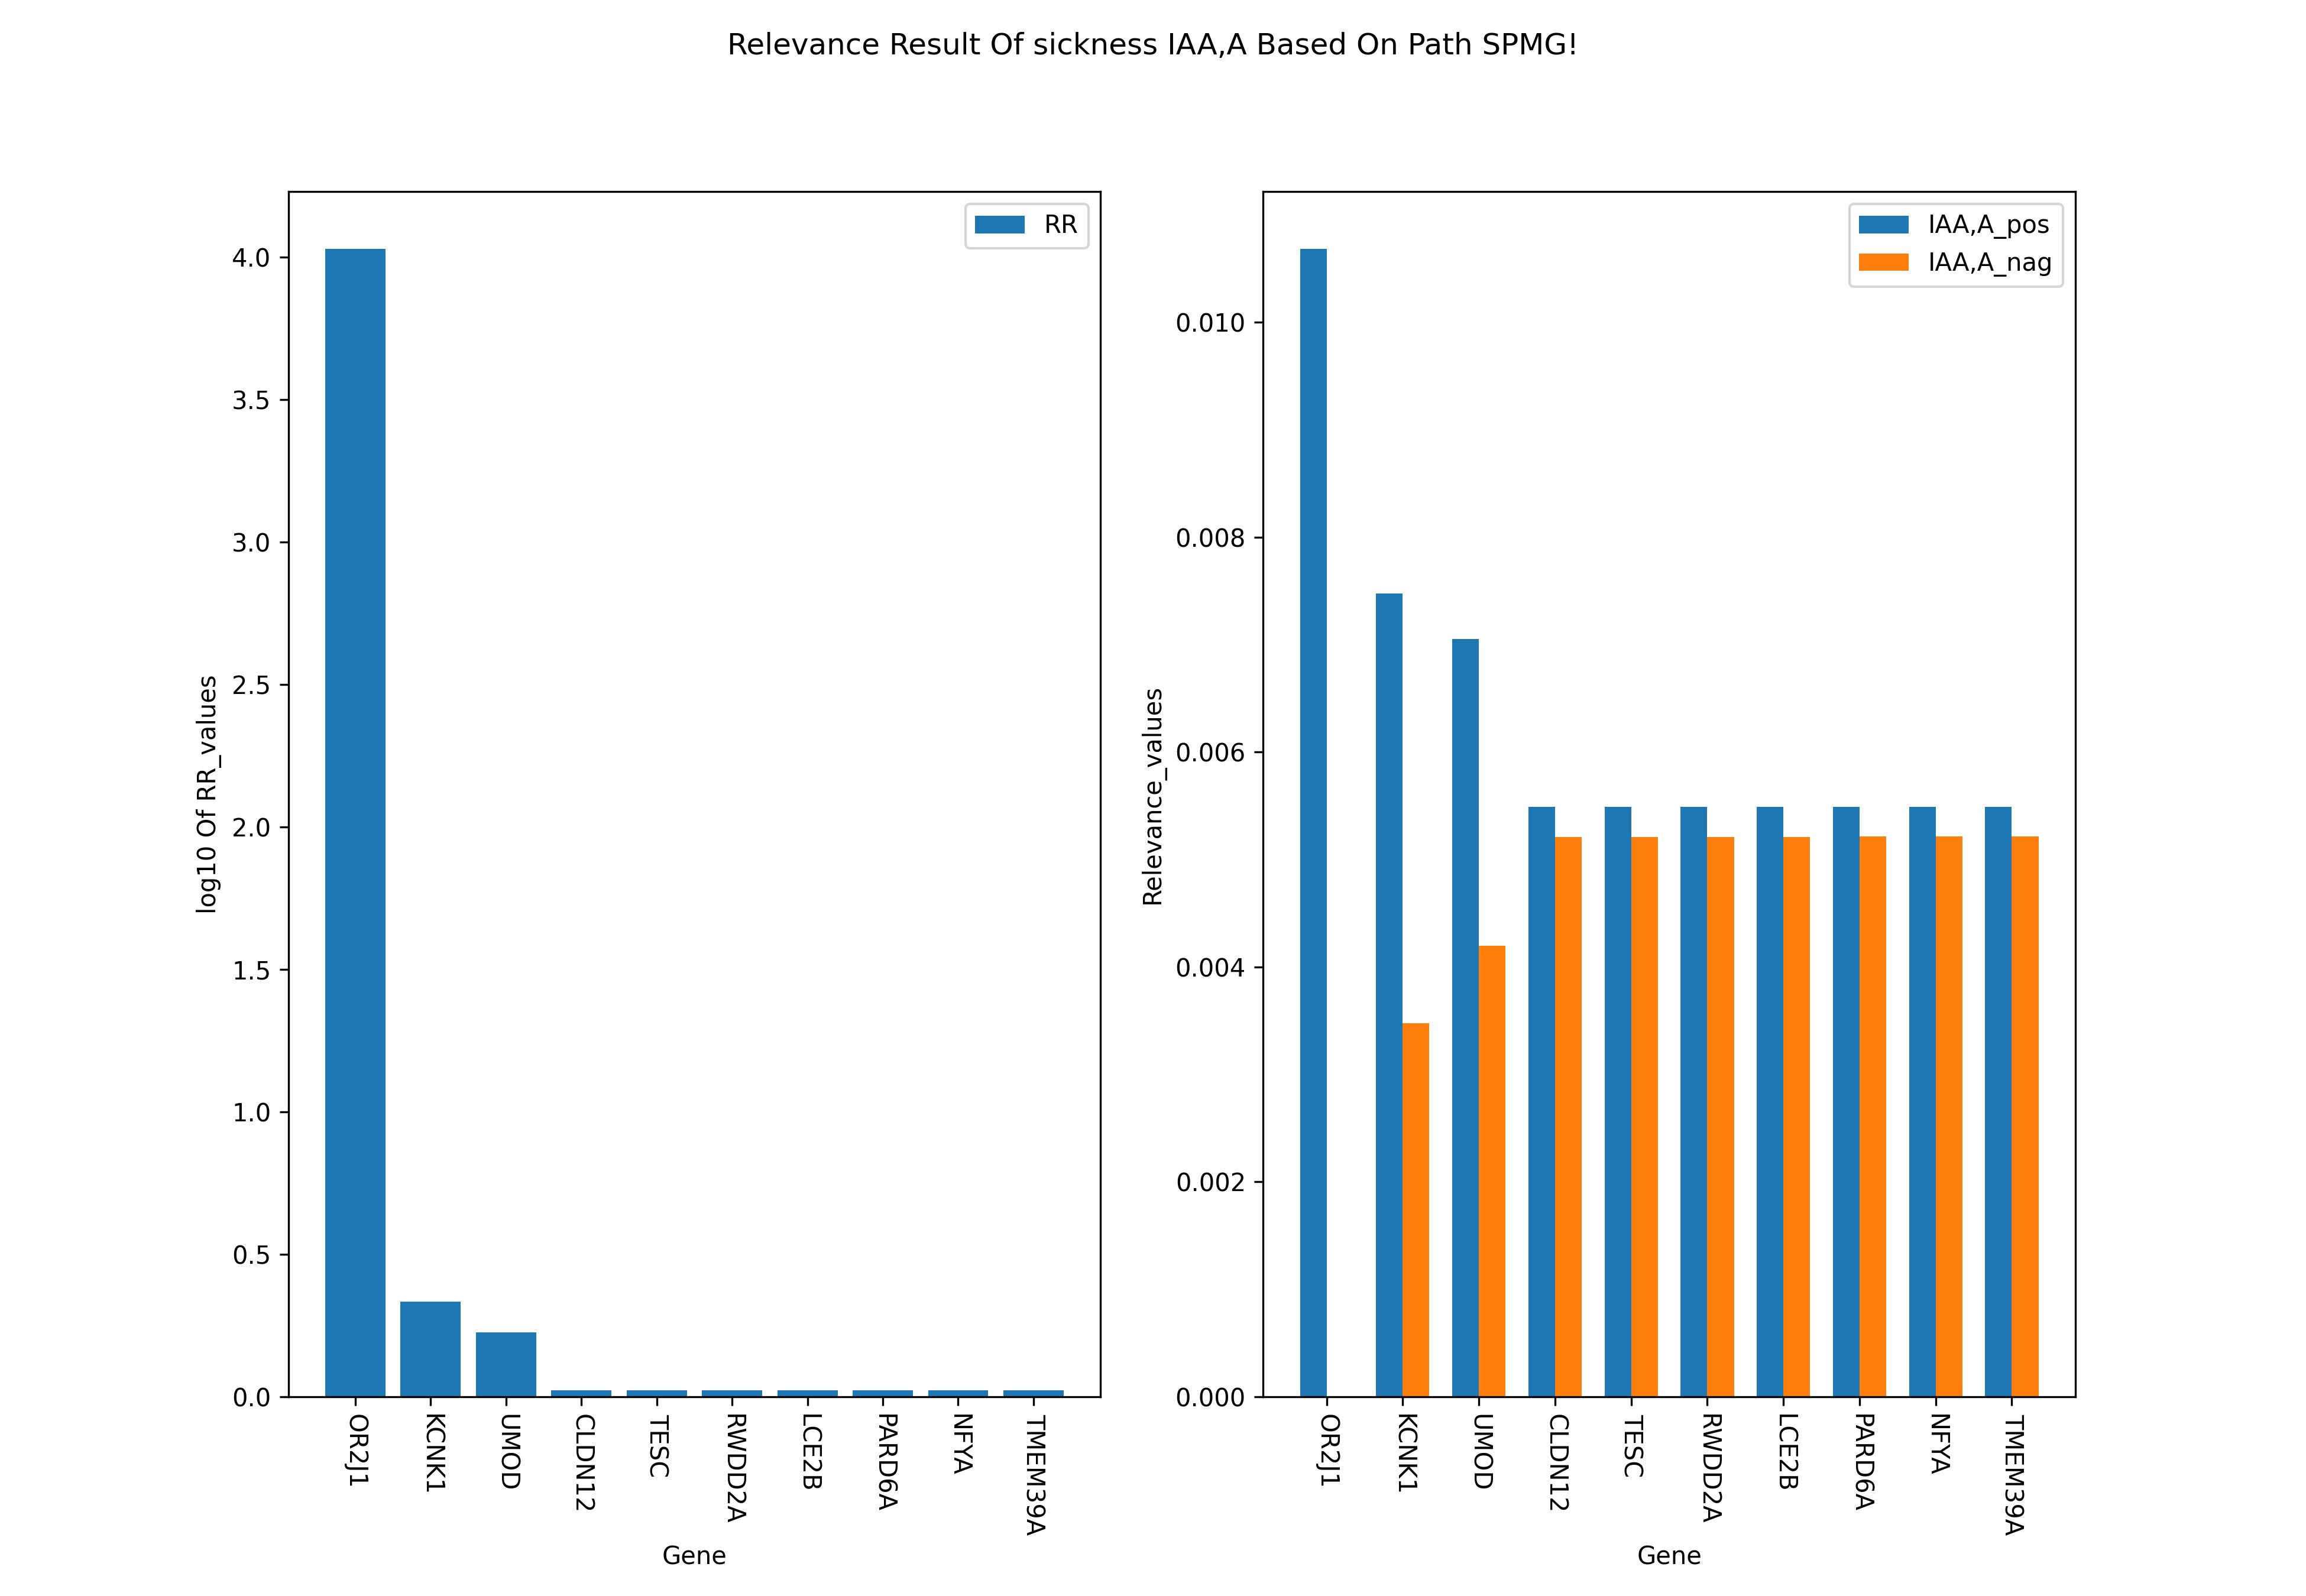 Relevance Result Of sickness IAA,A Based On Path SPMG!
RR
4.0
3.5
3.0
2.5
2.0
1.5
1.0
0.5
0.0
log10 Of RR_values
OR2J1
KCNK1
UMOD
CLDN12
TESC
RWDD2A
LCE2B
PARD6A
NFYA
TMEM39A
Gene
IAA,A_pos
IAA,A_nag
0.010
0.008
0.006
0.004
0.002
0.000
Relevance_values
OR2J1
KCNK1
UMOD
CLDN12
TESC
RWDD2A
LCE2B
PARD6A
NFYA
TMEM39A
Gene